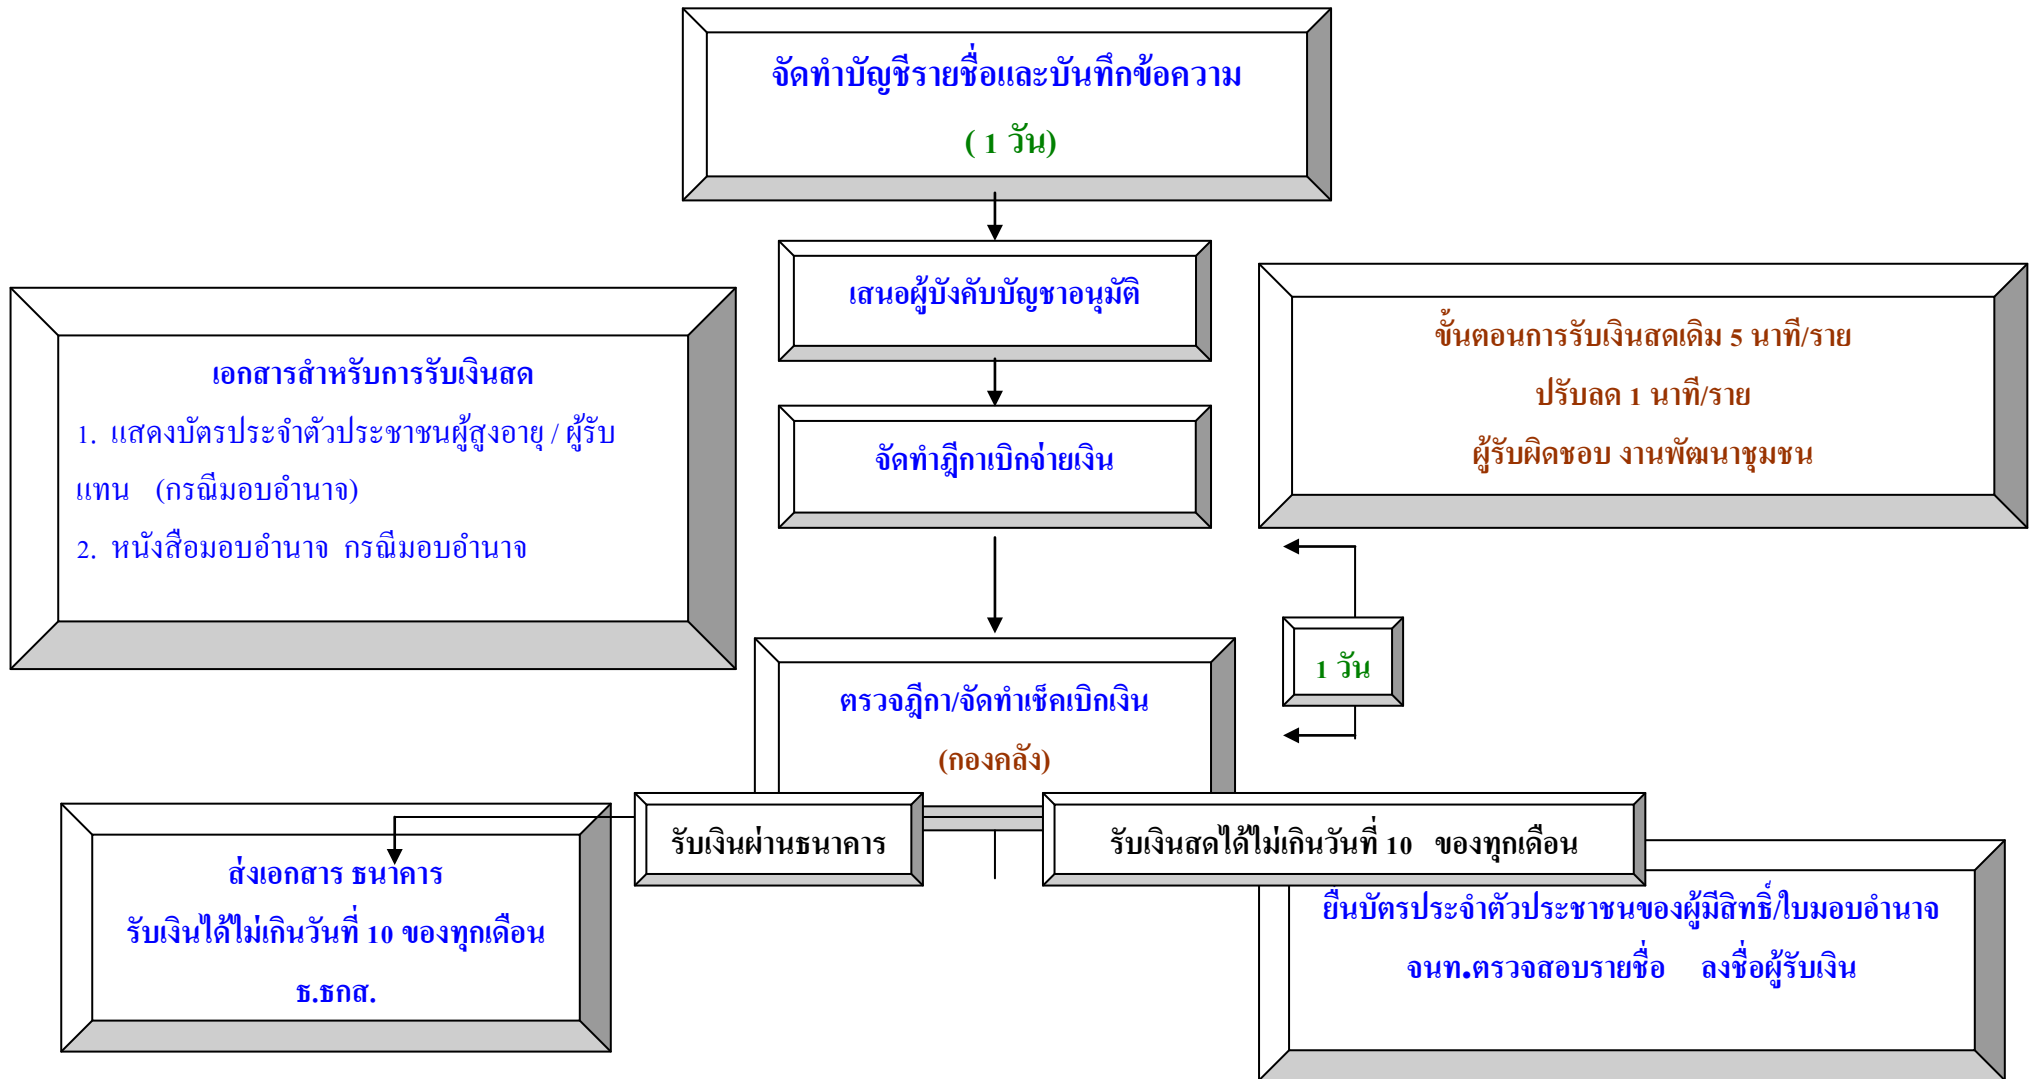 จัดทำบัญชีรายชื่อและบันทึกข้อความ
( 1 วัน)
เสนอผู้บังคับบัญชาอนุมัติ
เอกสารสำหรับการรับเงินสด
1. แสดงบัตรประจำตัวประชาชนผู้สูงอายุ / ผู้รับ
แทน (กรณีมอบอำนาจ)
2. หนังสือมอบอำนาจ กรณีมอบอำนาจ
จัดทำฎีกาเบิกจ่ายเงิน
ขั้นตอนการรับเงินสดเดิม 5 นาที/ราย
ปรับลด 1 นาที/ราย
ผู้รับผิดชอบ งานพัฒนาชุมชน
1 วัน
ตรวจฎีกา/จัดทำเช็คเบิกเงิน
(กองคลัง)
รับเงินผ่านธนาคาร
รับเงินสดได้ไม่เกินวันที่ 10 ของทุกเดือน
ส่งเอกสาร ธนาคาร
รับเงินได้ไม่เกินวันที่ 10 ของทุกเดือน
ธ.ธกส.
ยื่นบัตรประจำตัวประชาชนของผู้มีสิทธิ์/ใบมอบอำนาจ
จนท.ตรวจสอบรายชื่อ ลงชื่อผู้รับเงิน